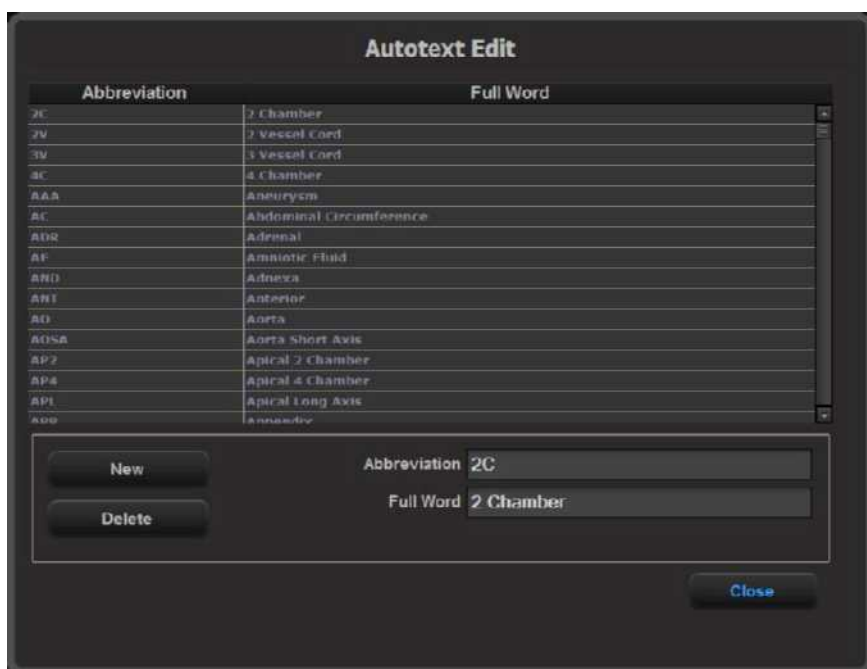 Autotext Edit
Abbreviation Full Word
2C 2 Chamber
2V 2 Vessel Cord
3V 3 Vessel Cord
4C 4 Chamber
AAA Aneurysm
AC Abdominal Circumference
ADR Adrenal
AF Amniotic Fluid
AND Adnexa
ANT Anterior
AO Aorta
AOSA Aorta Short Axis
AP2 Apical 2 Chamber
AP4 Apical 4 Chamber
APL Apical Long Axis
APP Appendix
New
Abbreviation 2C
Full Word 2 Chamber
Delete
Close